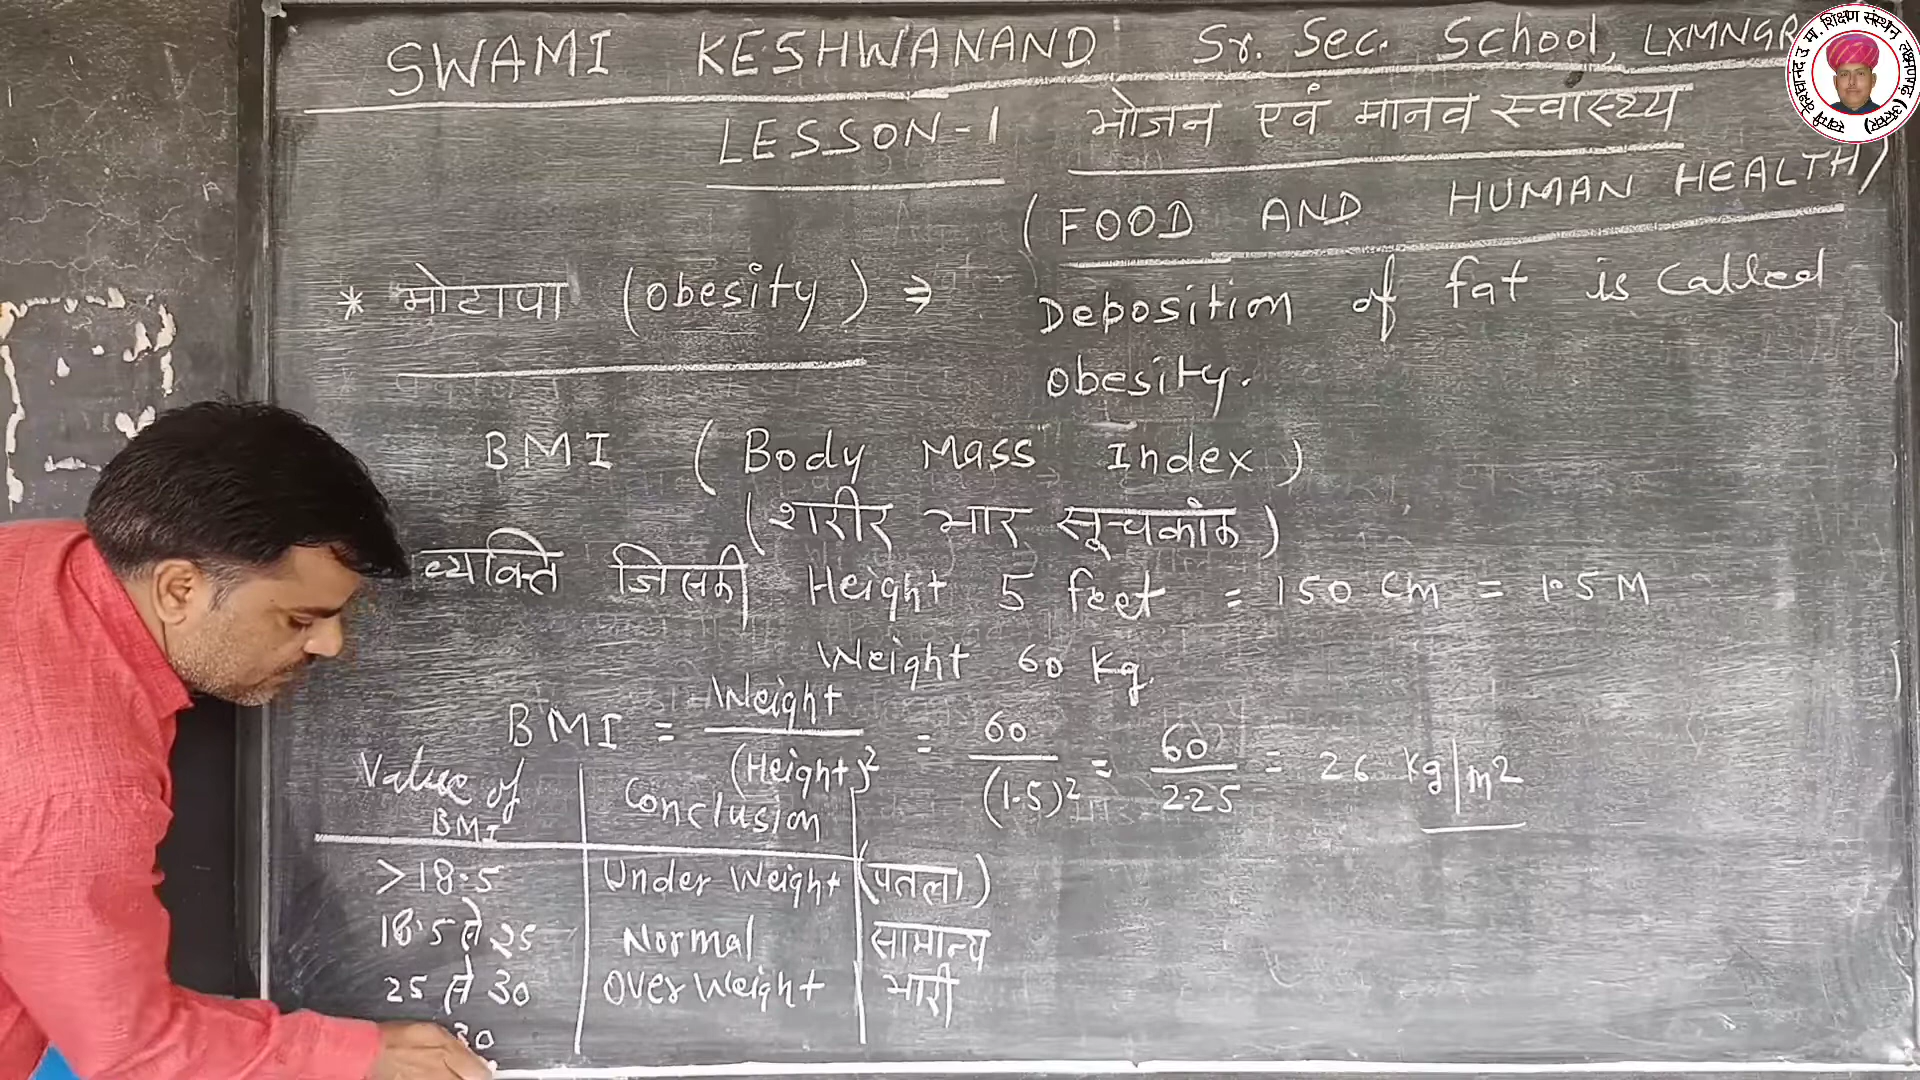 SWAMI KESHWANAND Sr. Sec. School, LXMNGR
LESSON-1 भोजन एवं मानव स्वास्थ्य
(FOOD AND HUMAN HEALTH)
* मोटापा (Obesity) ⇒ Deposition of fat is called
obesity.
BMI (Body Mass Index)
(शरीर भार सूचकांक)
व्यक्ति जिसकी Height 5 feet = 150 cm = 1.5 M
Weight 60 kg.
BMI = Weight / (Height)² = 60 / (1.5)² = 60 / 2.25 = 26 kg/m²
Value of BMI Conclusion
>18.5 Under Weight (पतला)
18.5 से 25 Normal सामान्य
25 से 30 Over Weight भारी
30